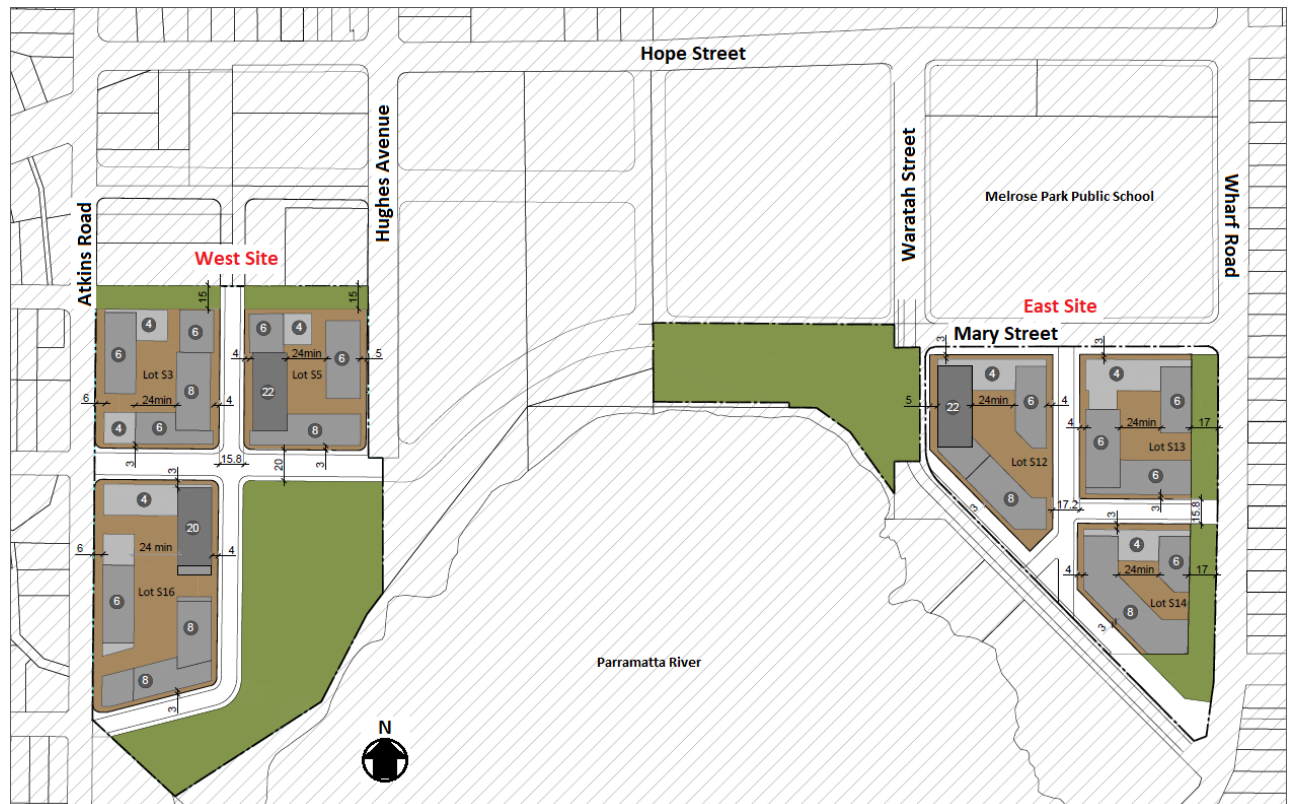 Hope Street
Hughes Avenue
Waratah Street
Melrose Park Public School
Wharf Road
Atkins Road
West Site
East Site
Mary Street
15
15
4
6
6
4
6
4
24min
6
5
Lot S3
Lot S5
8
22
6
24min
4
4
6
8
3
3
15.8
20
3
4
20
6
24 min
4
6
Lot S16
8
8
3
3
3
4
4
5
22
24min
6
4
4
6
24min
17
6
Lot S13
Lot S12
6
8
17.2
3
15.8
3
3
4
6
4
24min
17
Lot S14
8
3
Parramatta River
N